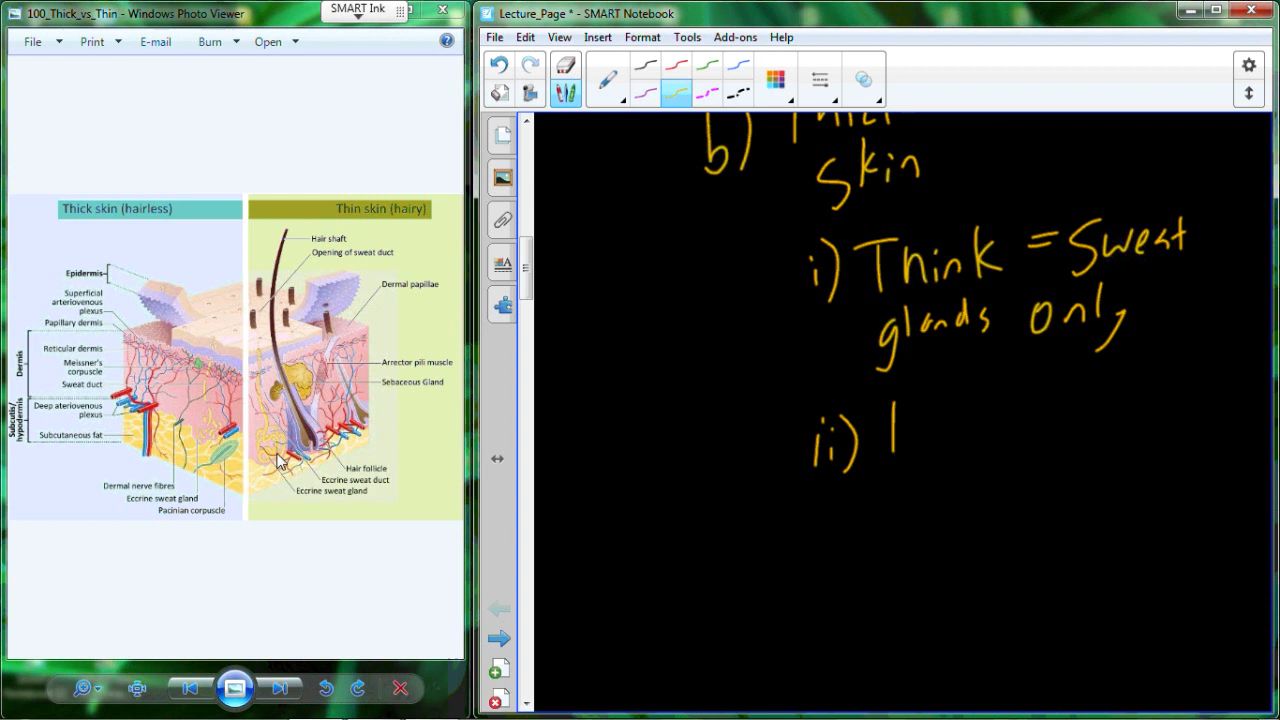 100_Thick_vs_Thin - Windows Photo Viewer
SMART Ink
File Print E-mail Burn Open
Thick skin (hairless)
Thin skin (hairy)
Hair shaft
Opening of sweat duct
Epidermis
Dermal papillae
Superficial
arteriovenous
plexus
Papillary dermis
Dermis
Reticular dermis
Meissner's
corpuscle
Sweat duct
Arrector pili muscle
Sebaceous Gland
Subcutis/
hypodermis
Deep ateriovenous
plexus
Subcutaneous fat
Hair follicle
Eccrine sweat duct
Eccrine sweat gland
Dermal nerve fibres
Eccrine sweat gland
Pacinian corpuscle
Lecture_Page * - SMART Notebook
File Edit View Insert Format Tools Add-ons Help
b)
Skin
i) Think = Sweat
glands only
ii)